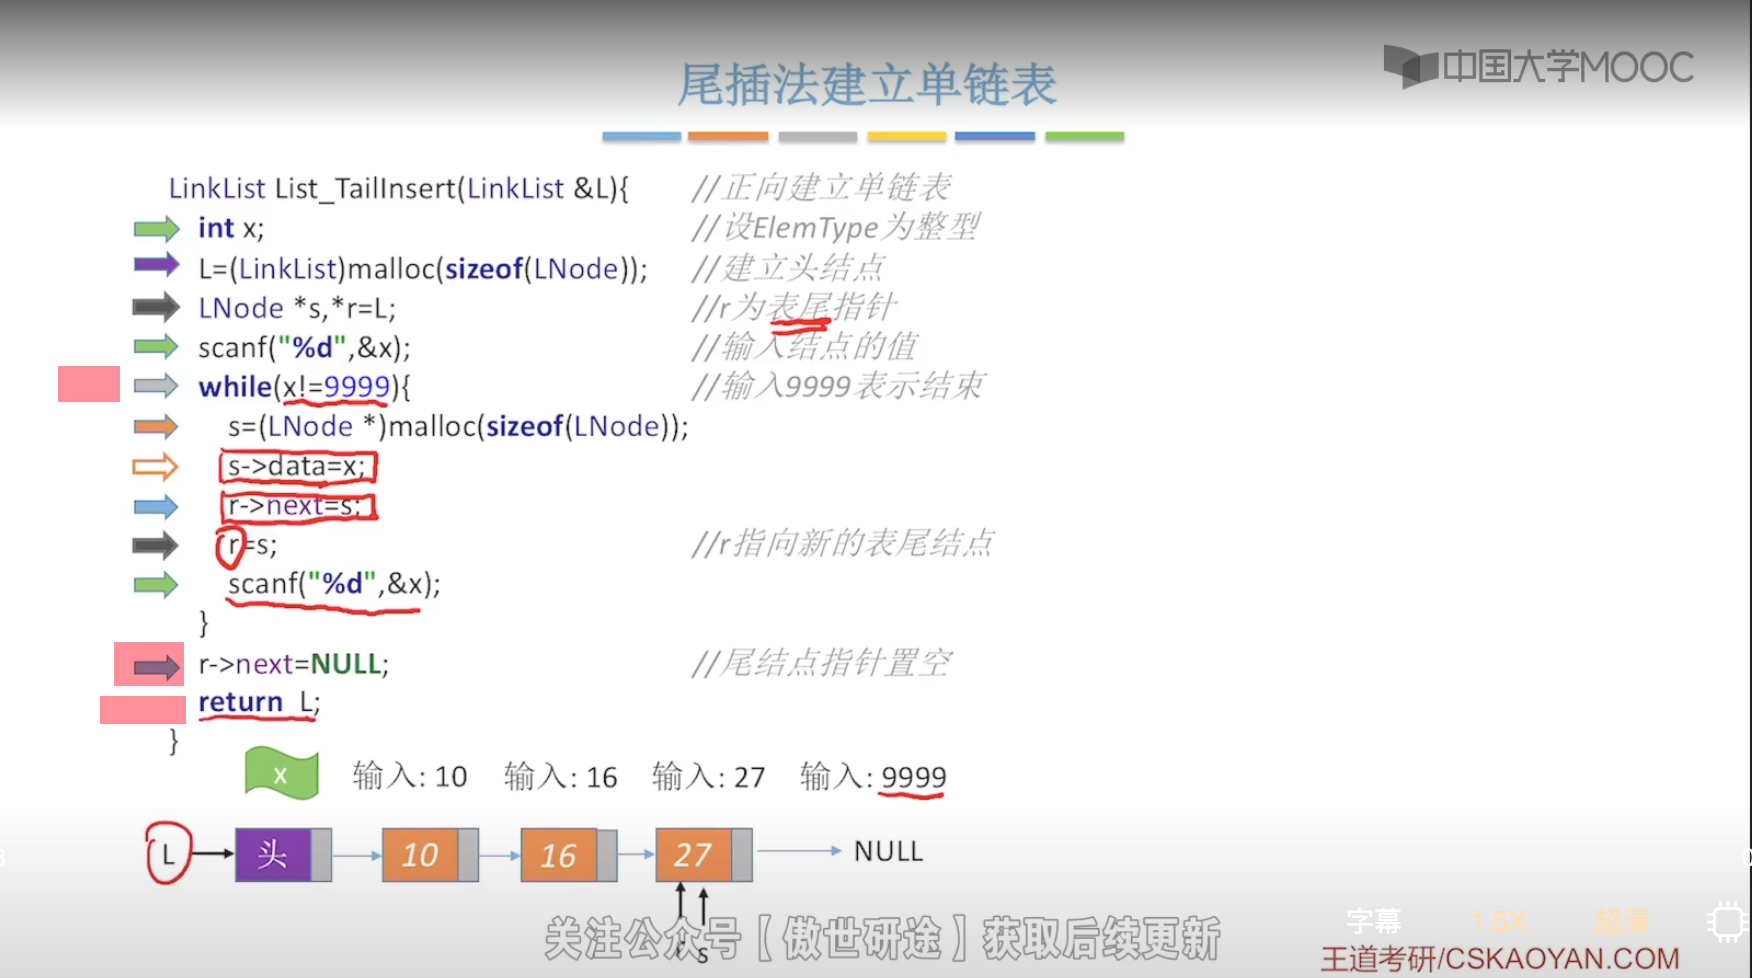 中国大学MOOC
尾插法建立单链表
LinkList List_TailInsert(LinkList &L){ //正向建立单链表
int x; //设ElemType为整型
L=(LinkList)malloc(sizeof(LNode)); //建立头结点
LNode *s,*r=L; //r为表尾指针
scanf("%d",&x); //输入结点的值
while(x!=9999){ //输入9999表示结束
s=(LNode *)malloc(sizeof(LNode));
s->data=x;
r->next=s;
r=s; //r指向新的表尾结点
scanf("%d",&x);
}
r->next=NULL; //尾结点指针置空
return L;
}
x 输入: 10 输入: 16 输入: 27 输入: 9999
L 头 10 16 27 NULL
s
关注公众号【傲世研途】获取后续更新
字幕 1.5X 超清
王道考研/CSKAOYAN.COM